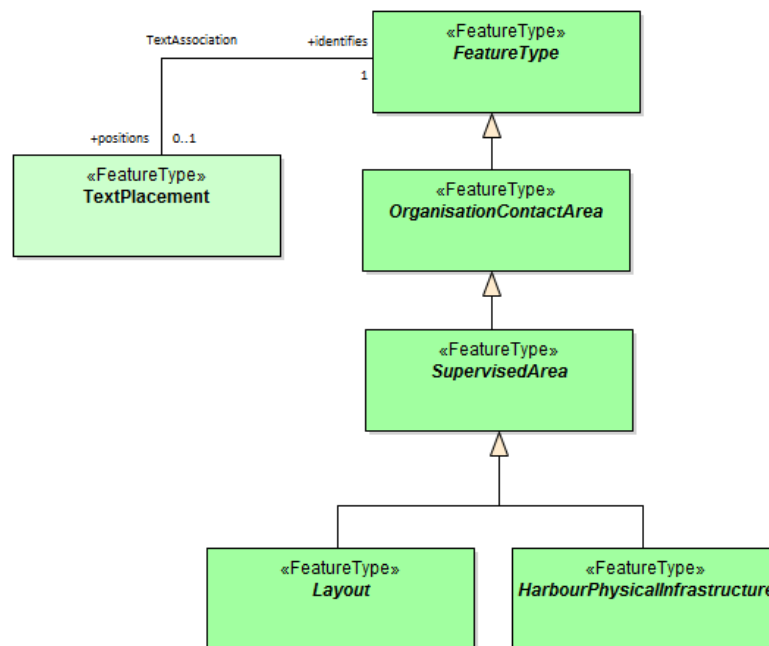 «FeatureType»
FeatureType
TextAssociation
+identifies
1
+positions
0..1
«FeatureType»
TextPlacement
«FeatureType»
OrganisationContactArea
«FeatureType»
SupervisedArea
«FeatureType»
Layout
«FeatureType»
HarbourPhysicalInfrastructure